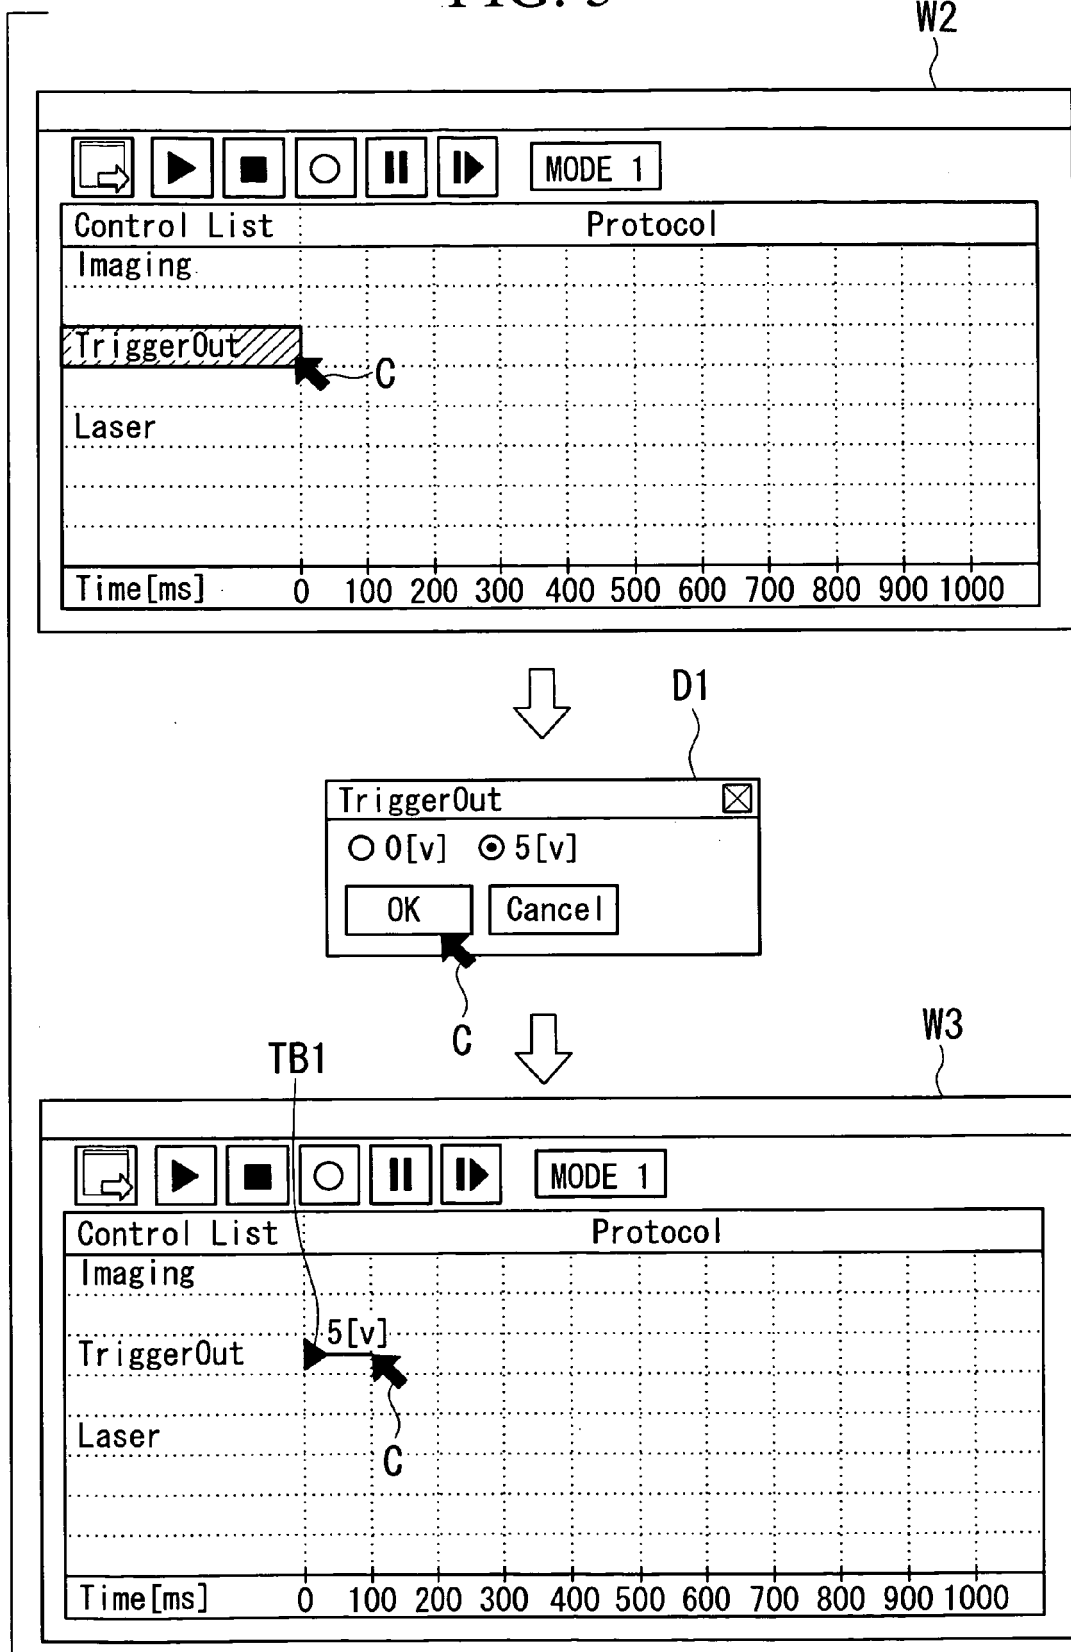 FIG. 5
W2
MODE 1
Control List Protocol
Imaging
TriggerOut
C
Laser
Time[ms] 0 100 200 300 400 500 600 700 800 900 1000
D1
TriggerOut
0[v] 5[v]
OK Cancel
C
W3
TB1
MODE 1
Control List Protocol
Imaging
5[v]
TriggerOut
Laser
C
Time[ms] 0 100 200 300 400 500 600 700 800 900 1000